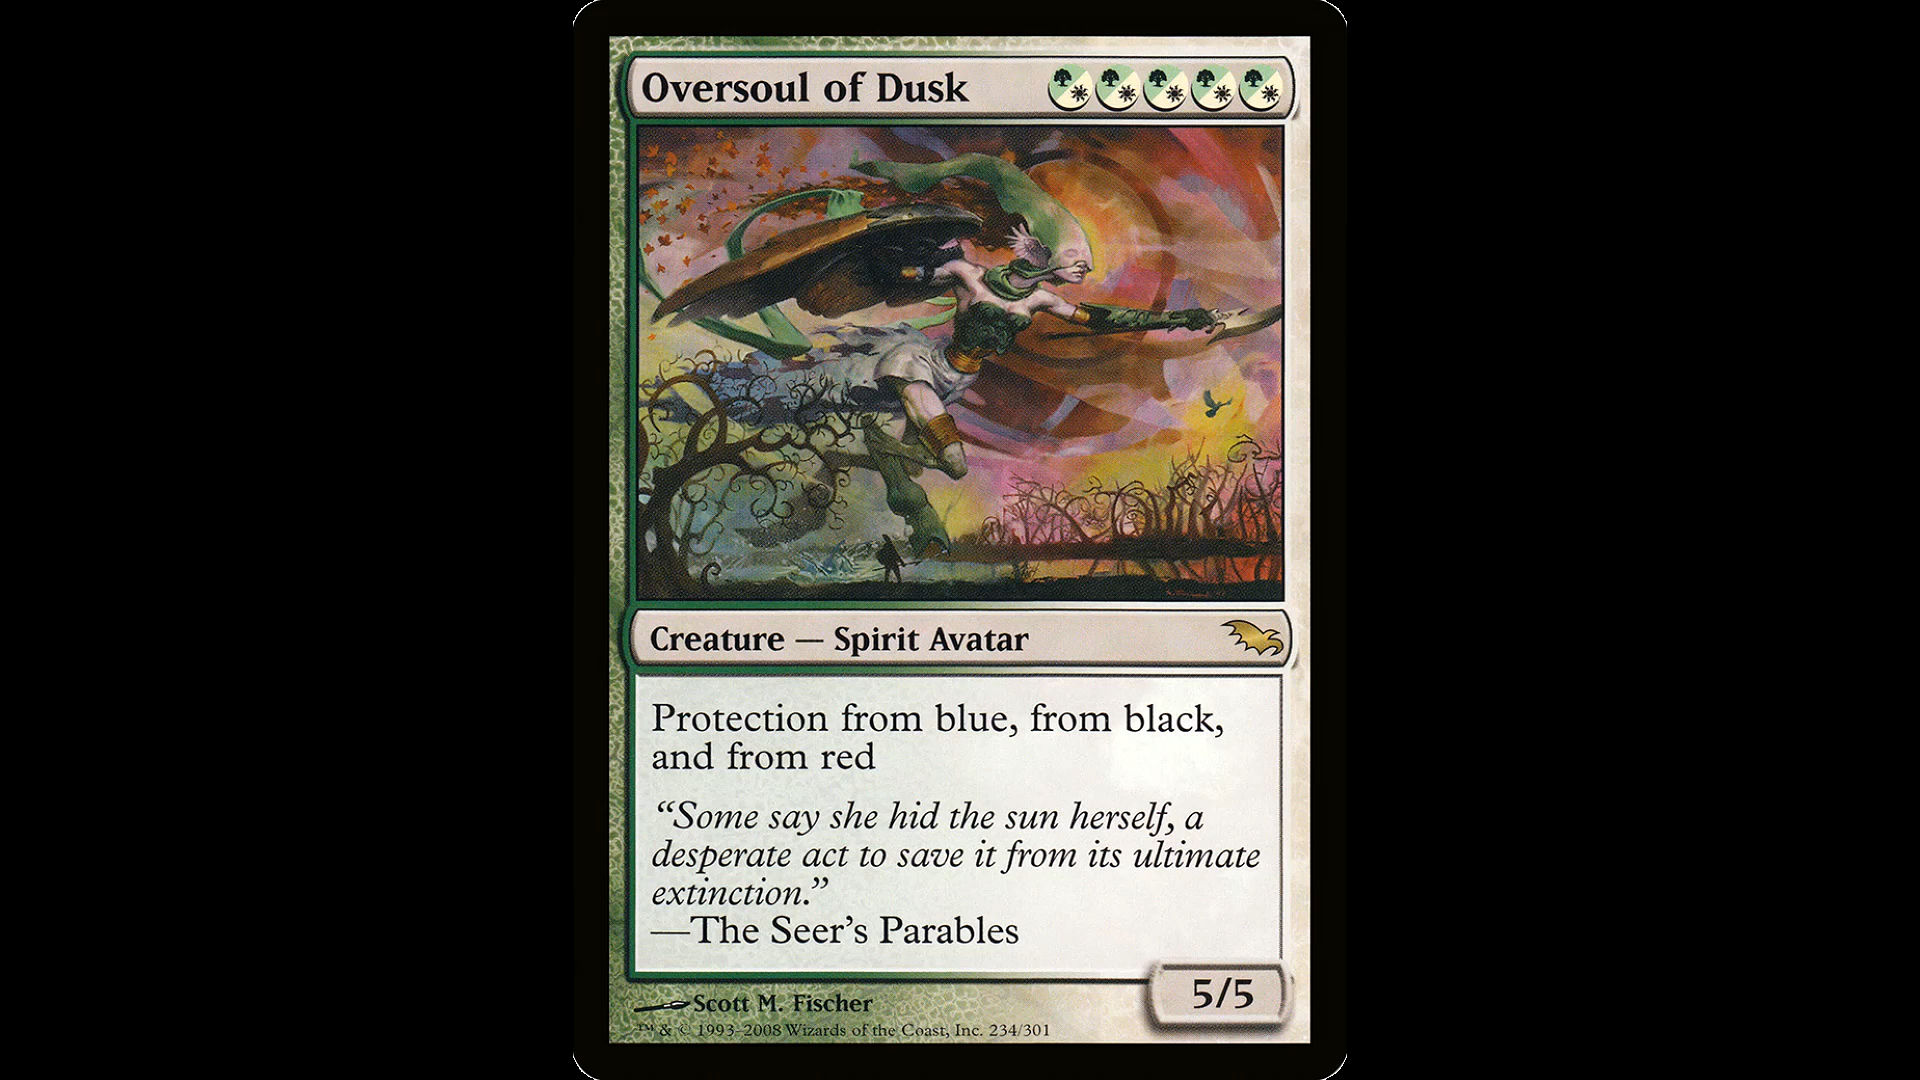 Oversoul of Dusk
Creature — Spirit Avatar
Protection from blue, from black,
and from red
“Some say she hid the sun herself, a
desperate act to save it from its ultimate
extinction.”
—The Seer’s Parables
5/5
Scott M. Fischer
™ & © 1993–2008 Wizards of the Coast, Inc. 234/301